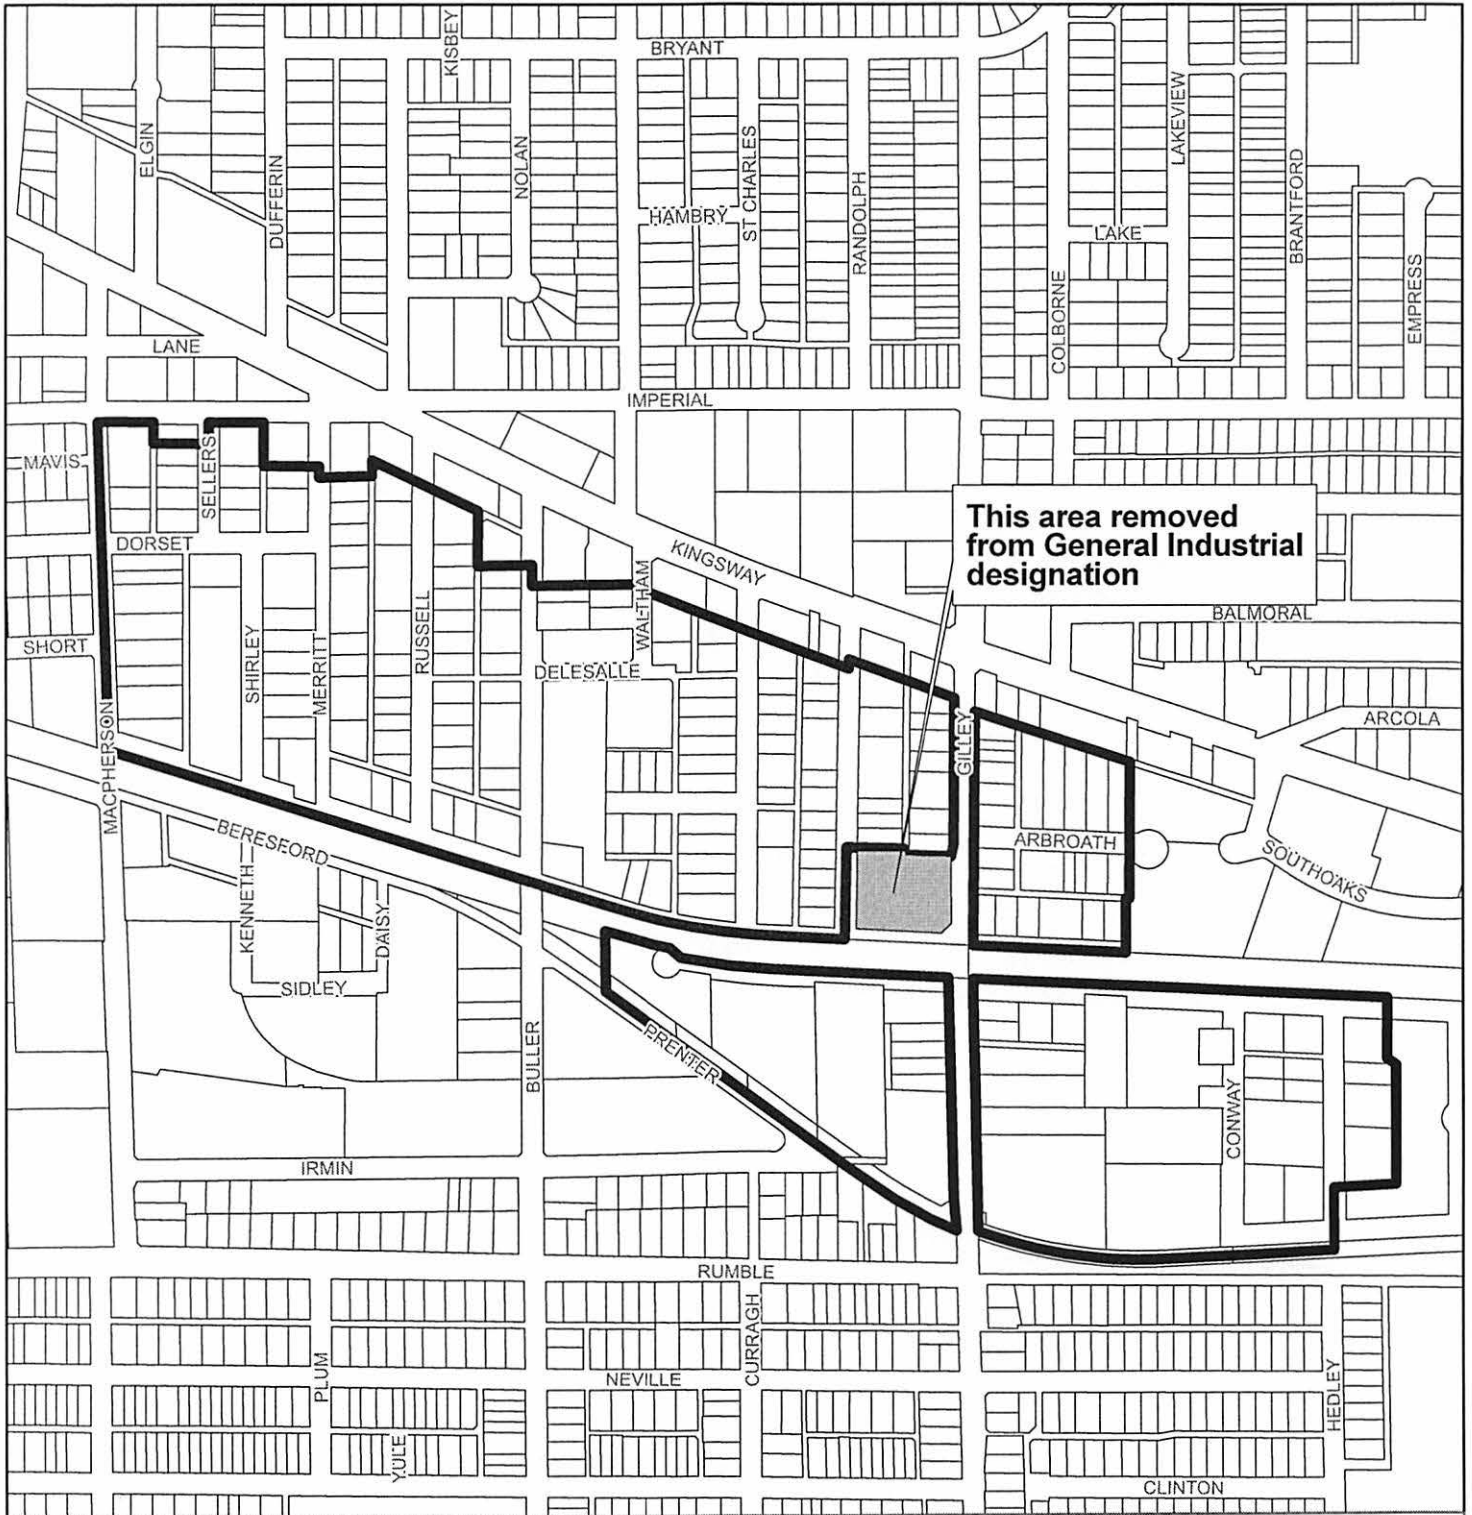 KISBEY
BRYANT
ELGIN
DUFFERIN
NOLAN
ST CHARLES
HAMBRY
RANDOLPH
LAKEVIEW
LAKE
BRANTFORD
EMPRESS
COLBORNE
LANE
IMPERIAL
MAVIS
SELLERS
DORSET
KINGSWAY
This area removed
from General Industrial
designation
WALTHAM
BALMORAL
SHORT
SHIRLEY
MERRITT
RUSSELL
DELESALLE
ARCOLA
MACPHERSON
GILLEY
BERESFORD
ARBROATH
SOUTHOAKS
KENNETH
DAISY
SIDLEY
BULLER
PRENTER
CONWAY
IRMIN
RUMBLE
CURRAGH
PLUM
NEVILLE
HEDLEY
YULE
CLINTON